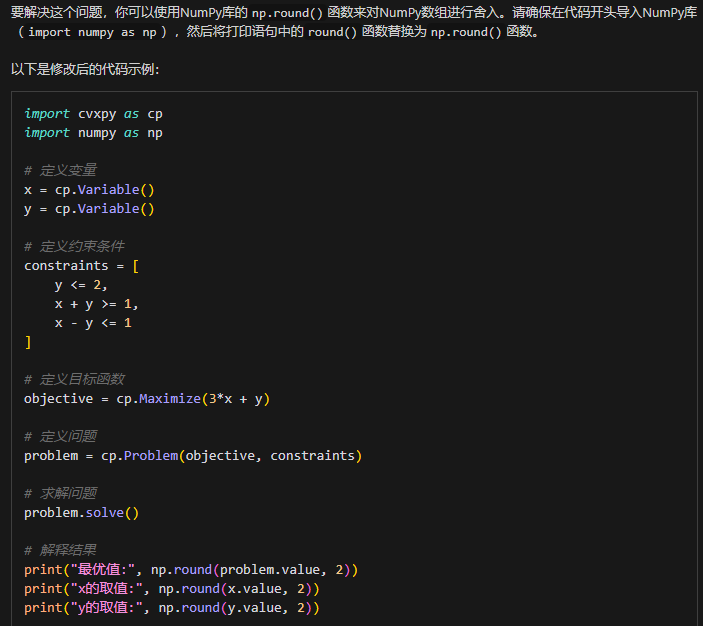 要解决这个问题，你可以使用NumPy库的 np.round() 函数来对NumPy数组进行舍入。请确保在代码开头导入NumPy库
（import numpy as np），然后将打印语句中的 round() 函数替换为 np.round() 函数。
以下是修改后的代码示例：
import cvxpy as cp
import numpy as np
# 定义变量
x = cp.Variable()
y = cp.Variable()
# 定义约束条件
constraints = [
    y <= 2,
    x + y >= 1,
    x - y <= 1
]
# 定义目标函数
objective = cp.Maximize(3*x + y)
# 定义问题
problem = cp.Problem(objective, constraints)
# 求解问题
problem.solve()
# 解释结果
print("最优值:", np.round(problem.value, 2))
print("x的取值:", np.round(x.value, 2))
print("y的取值:", np.round(y.value, 2))